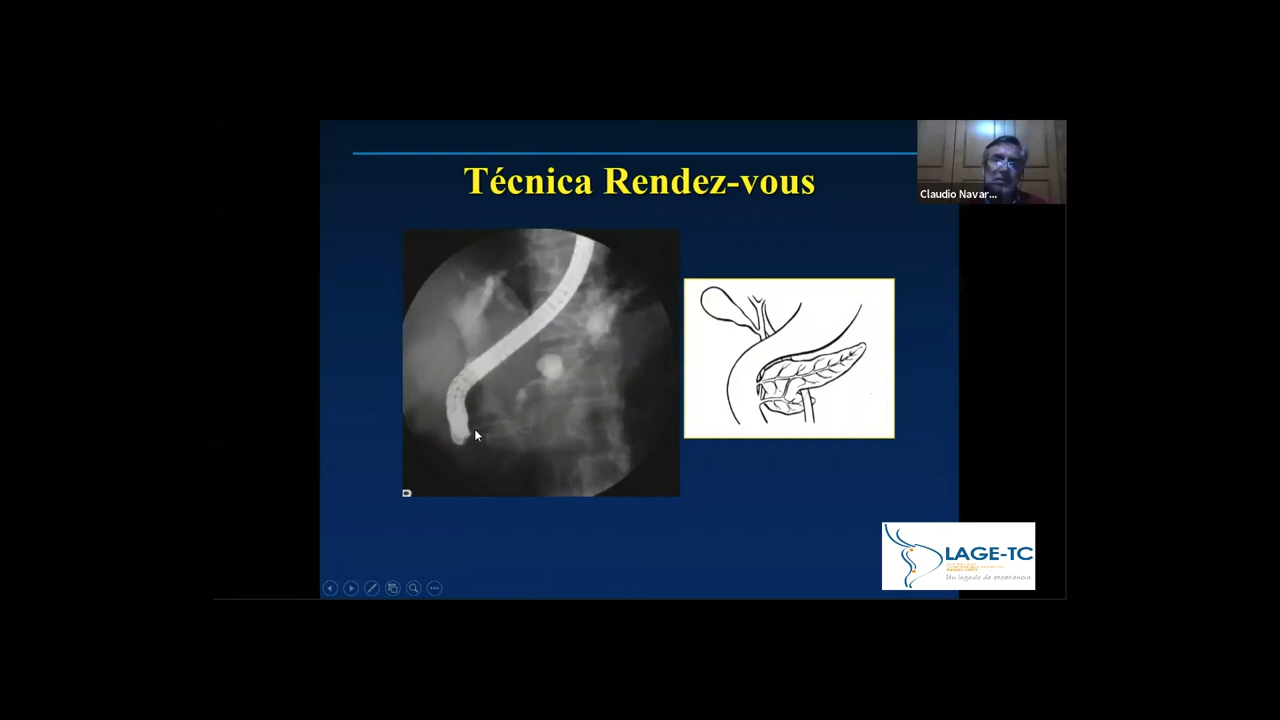 Técnica Rendez-vous
Claudio Navar...
LAGE-TC
Un legado de experiencia